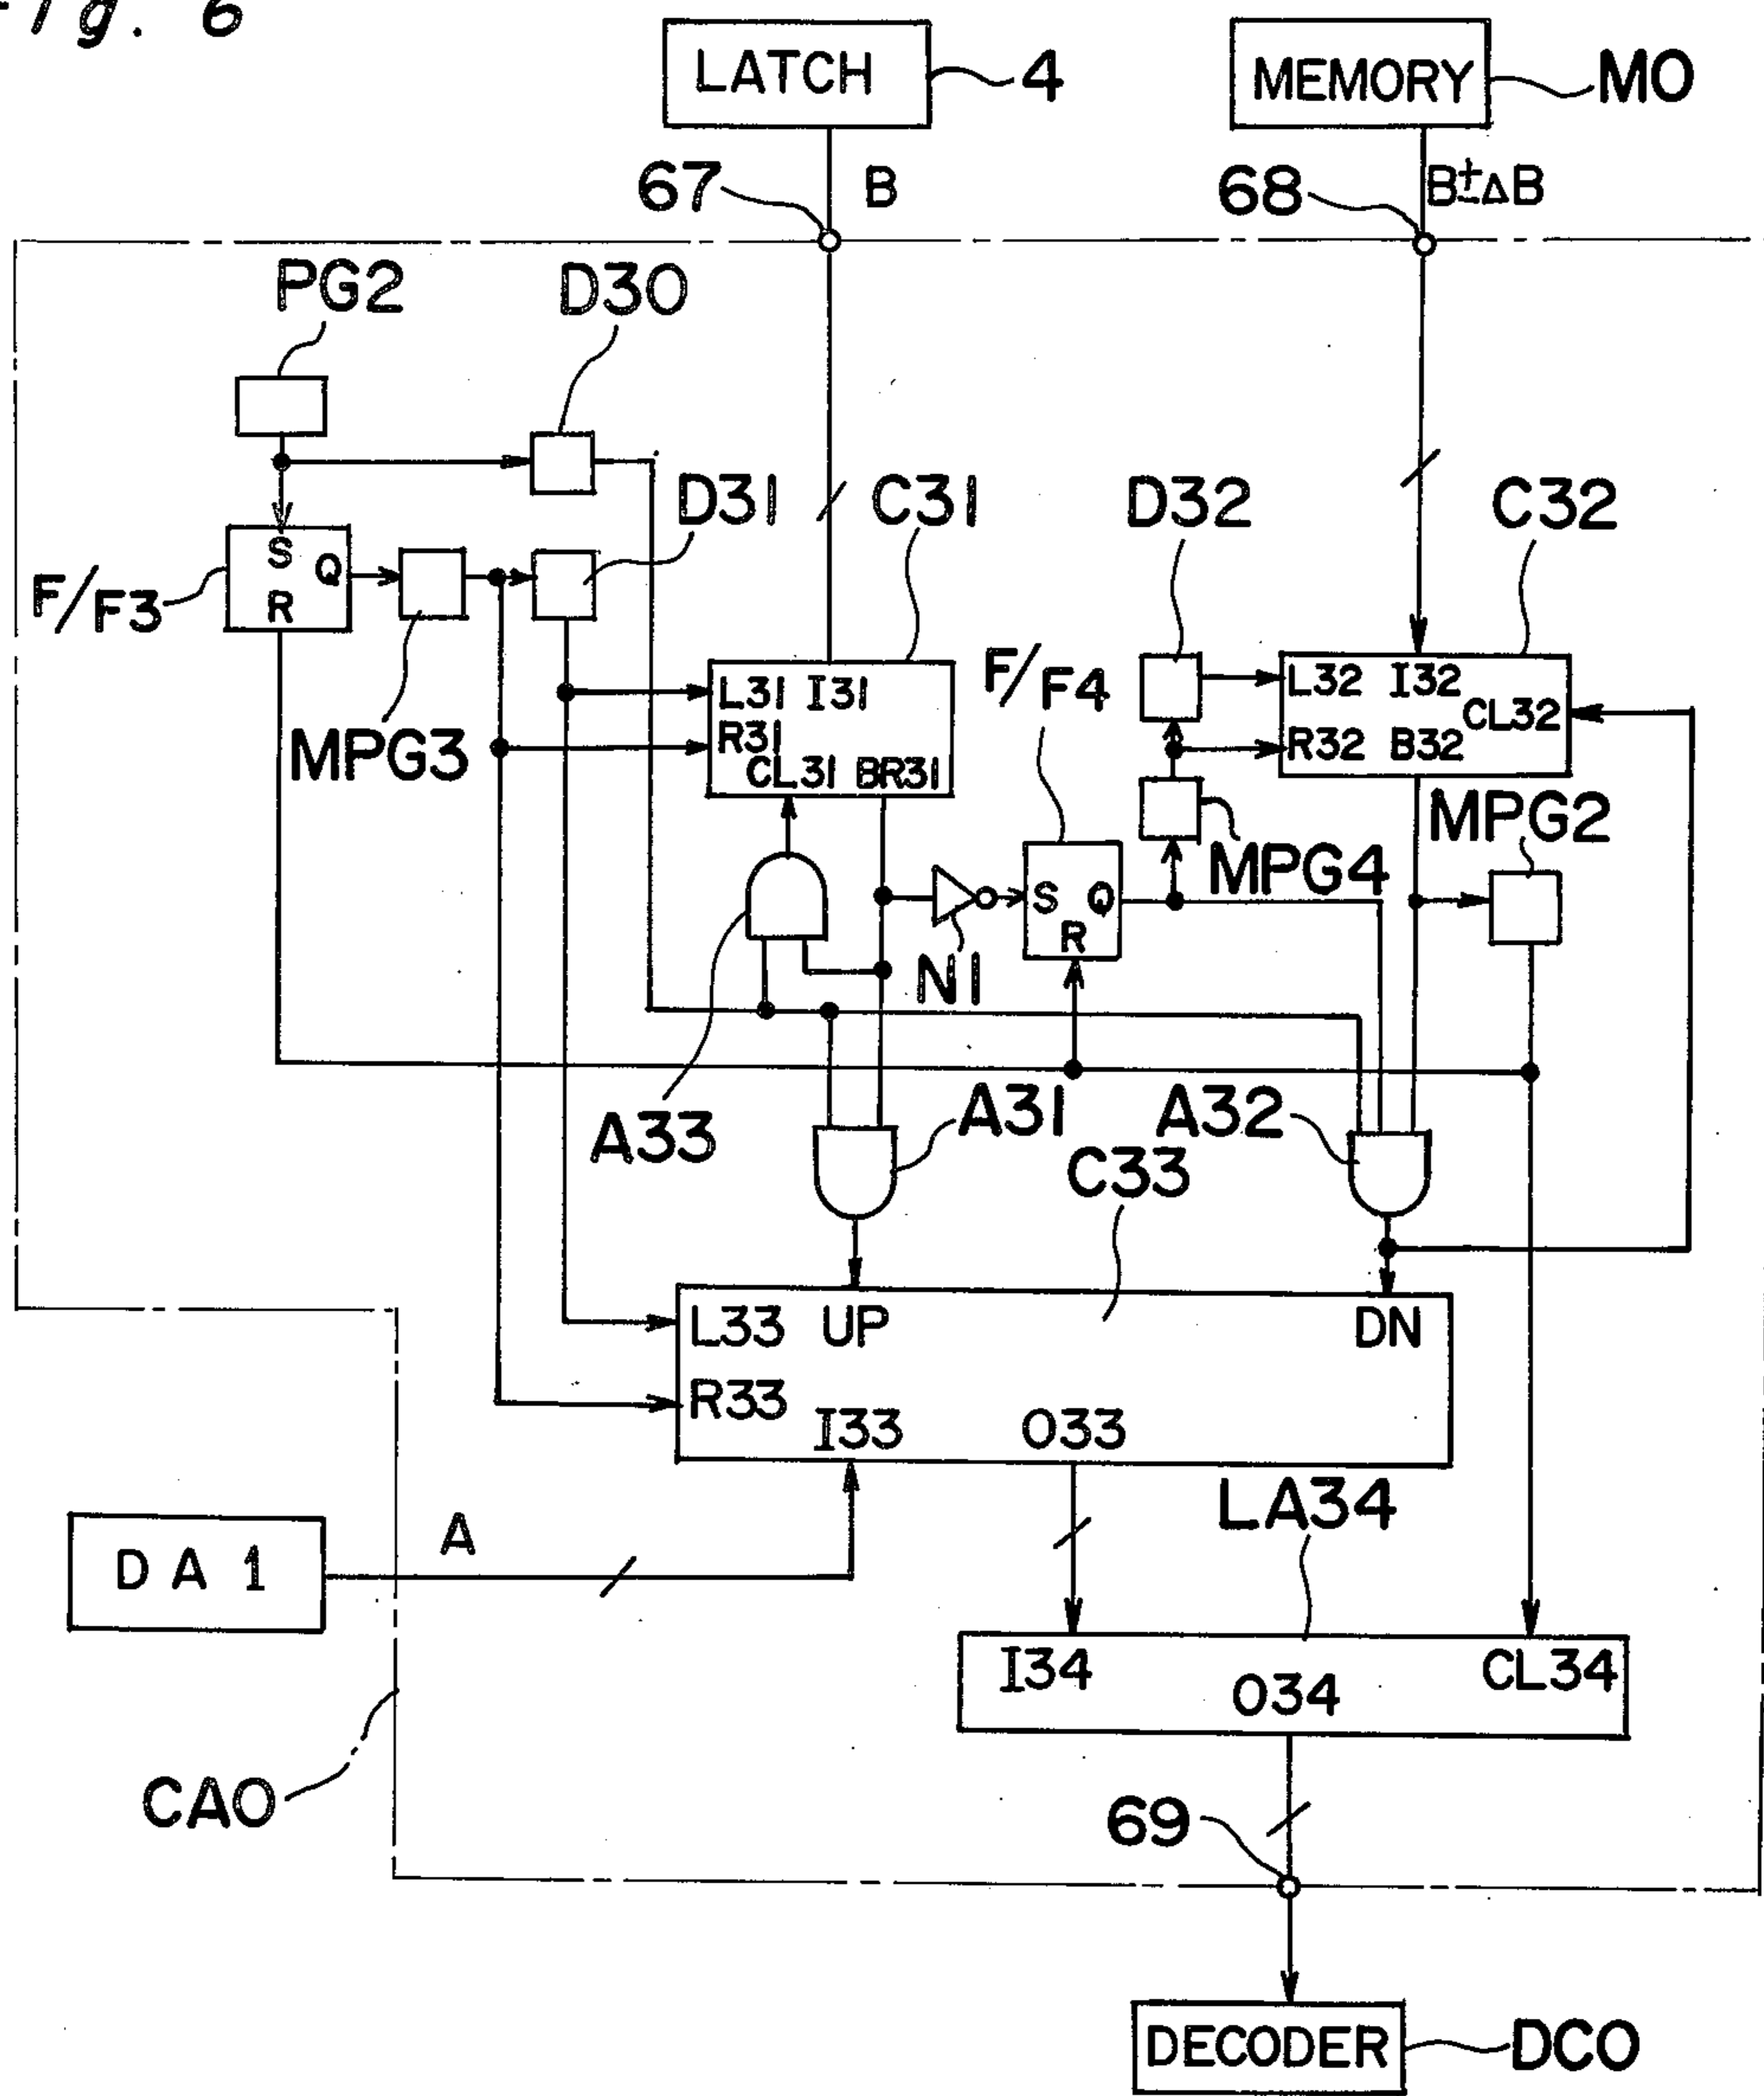 Fig. 6
LATCH
4
MEMORY
MO
67
B
68
B±ΔB
PG2
D30
D31
C31
D32
C32
F/F3
S
Q
R
MPG3
L31 I31
R31
CL31 BR31
F/F4
L32 I32
CL32
R32 B32
MPG2
MPG4
S Q
R
N1
A33
A31
A32
C33
L33 UP
DN
R33
I33
O33
LA34
DA1
A
I34
O34
CL34
CAO
69
DECODER
DCO